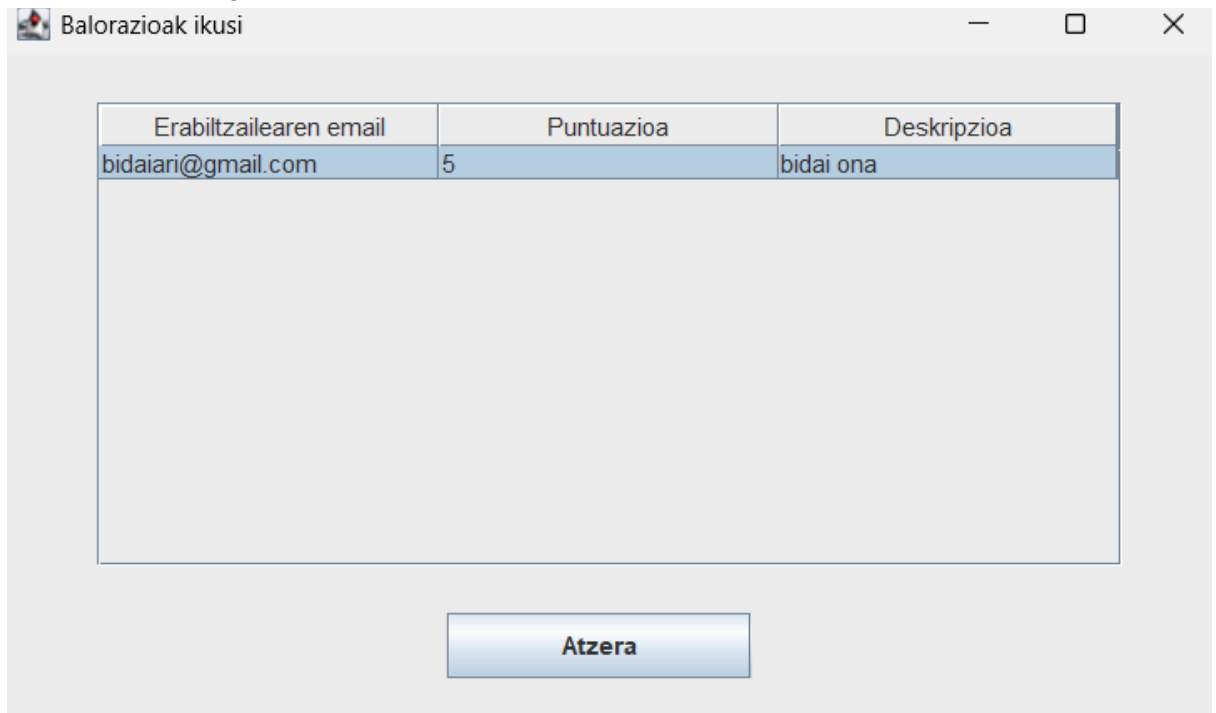 Balorazioak ikusi
Erabiltzailearen email Puntuazioa Deskripzioa
bidaiari@gmail.com 5 bidai ona
Atzera